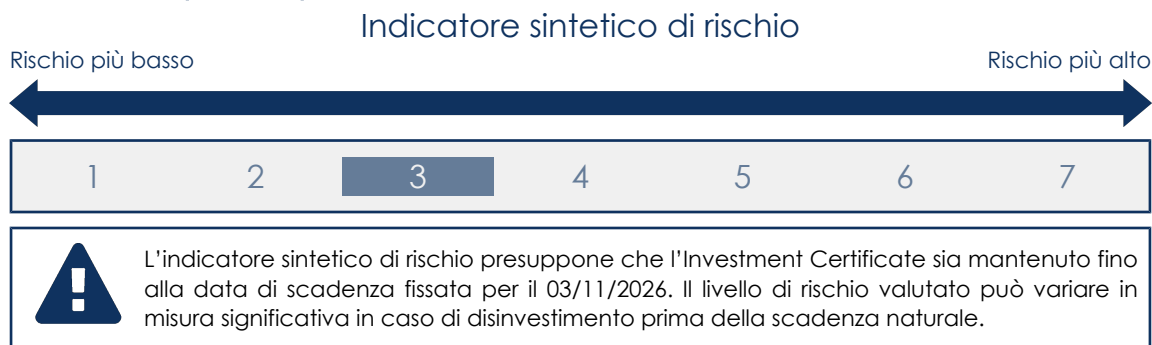 Indicatore sintetico di rischio
Rischio più basso Rischio più alto
1 2 3 4 5 6 7
L'indicatore sintetico di rischio presuppone che l'Investment Certificate sia mantenuto fino
alla data di scadenza fissata per il 03/11/2026. Il livello di rischio valutato può variare in
misura significativa in caso di disinvestimento prima della scadenza naturale.